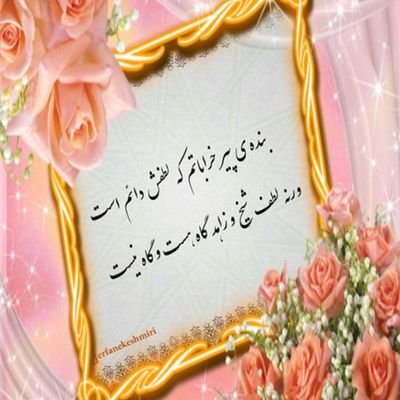 بنده‌ی پیر خراباتم که لطفش دائم است
ورنه لطف شیخ و زاهد گاه هست و گاه نیست
erfanekeshmiri